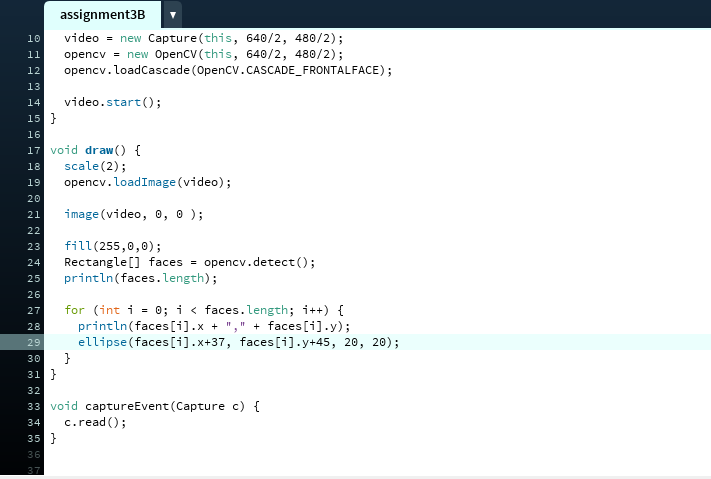 assignment3B ▼
10 video = new Capture(this, 640/2, 480/2);
11 opencv = new OpenCV(this, 640/2, 480/2);
12 opencv.loadCascade(OpenCV.CASCADE_FRONTALFACE);
13
14 video.start();
15 }
16
17 void draw() {
18 scale(2);
19 opencv.loadImage(video);
20
21 image(video, 0, 0 );
22
23 fill(255,0,0);
24 Rectangle[] faces = opencv.detect();
25 println(faces.length);
26
27 for (int i = 0; i < faces.length; i++) {
28 println(faces[i].x + "," + faces[i].y);
29 ellipse(faces[i].x+37, faces[i].y+45, 20, 20);
30 }
31 }
32
33 void captureEvent(Capture c) {
34 c.read();
35 }
36
37